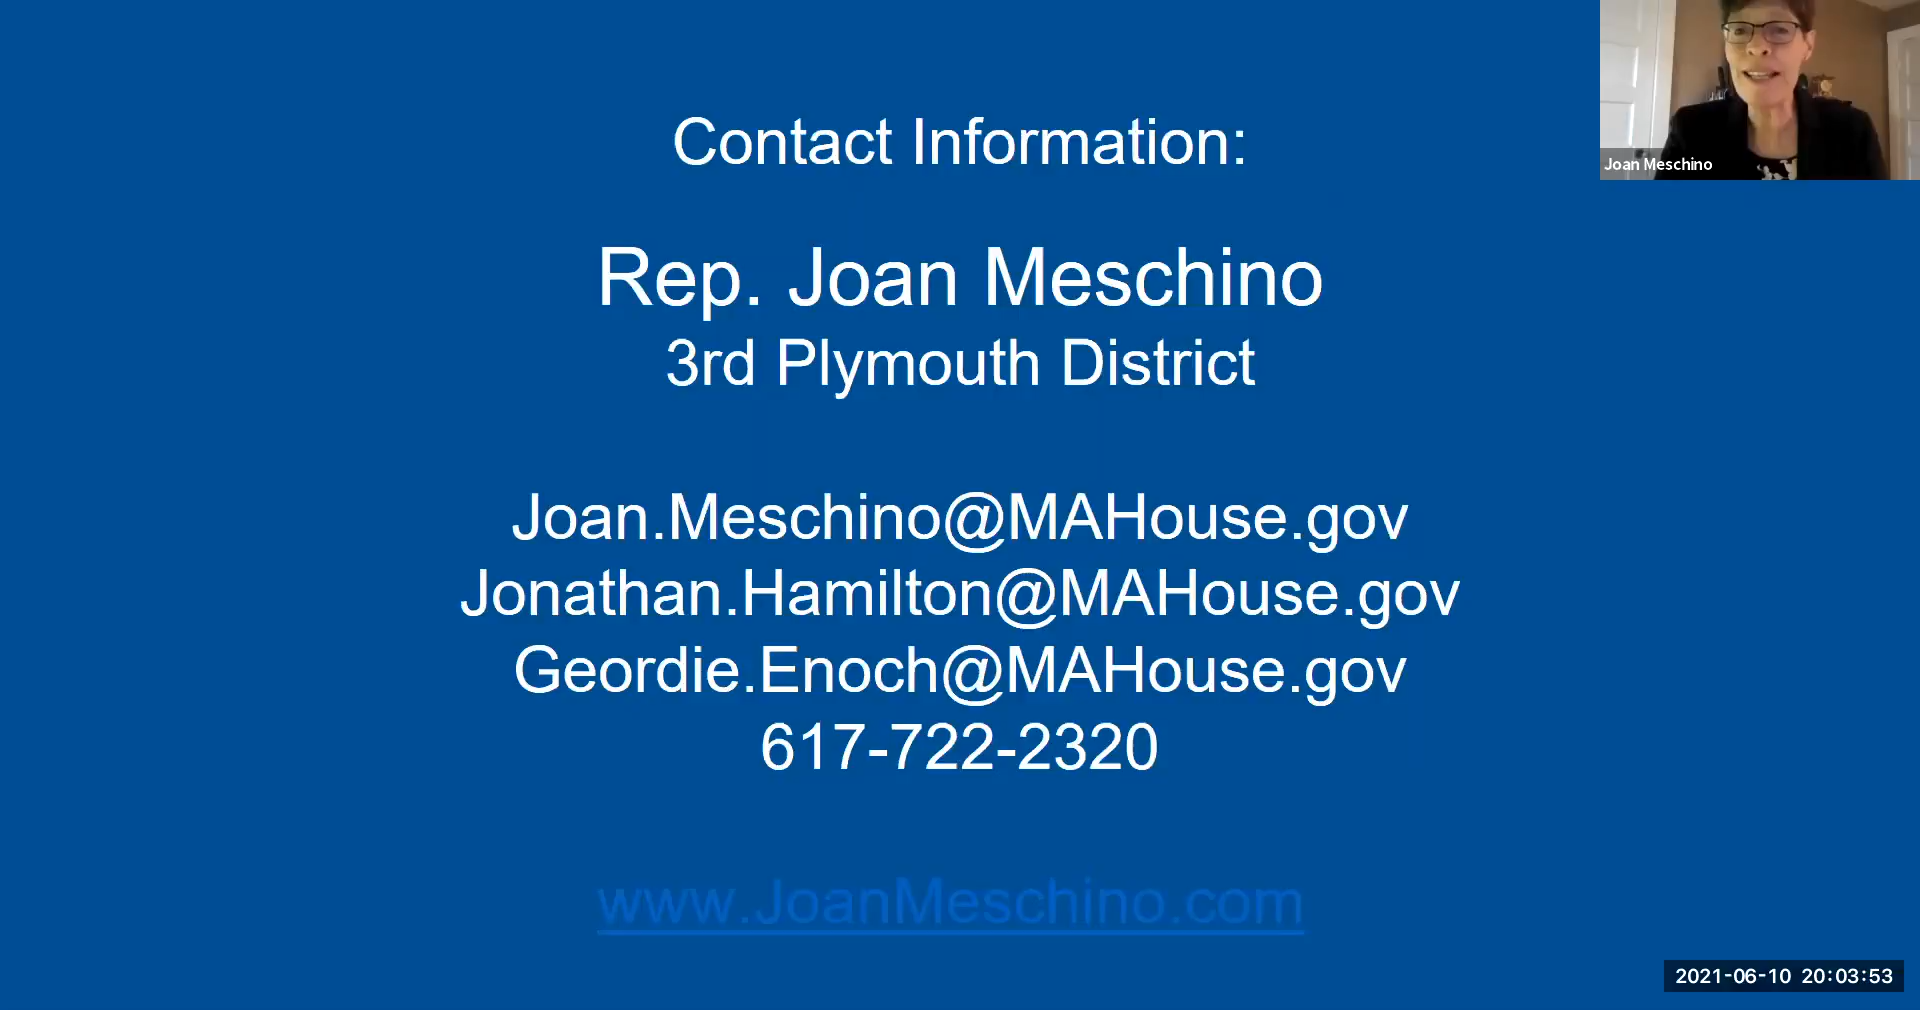 Contact Information:
Rep. Joan Meschino
3rd Plymouth District
Joan.Meschino@MAHouse.gov
Jonathan.Hamilton@MAHouse.gov
Geordie.Enoch@MAHouse.gov
617-722-2320
www.JoanMeschino.com
Joan Meschino
2021-06-10 20:03:53